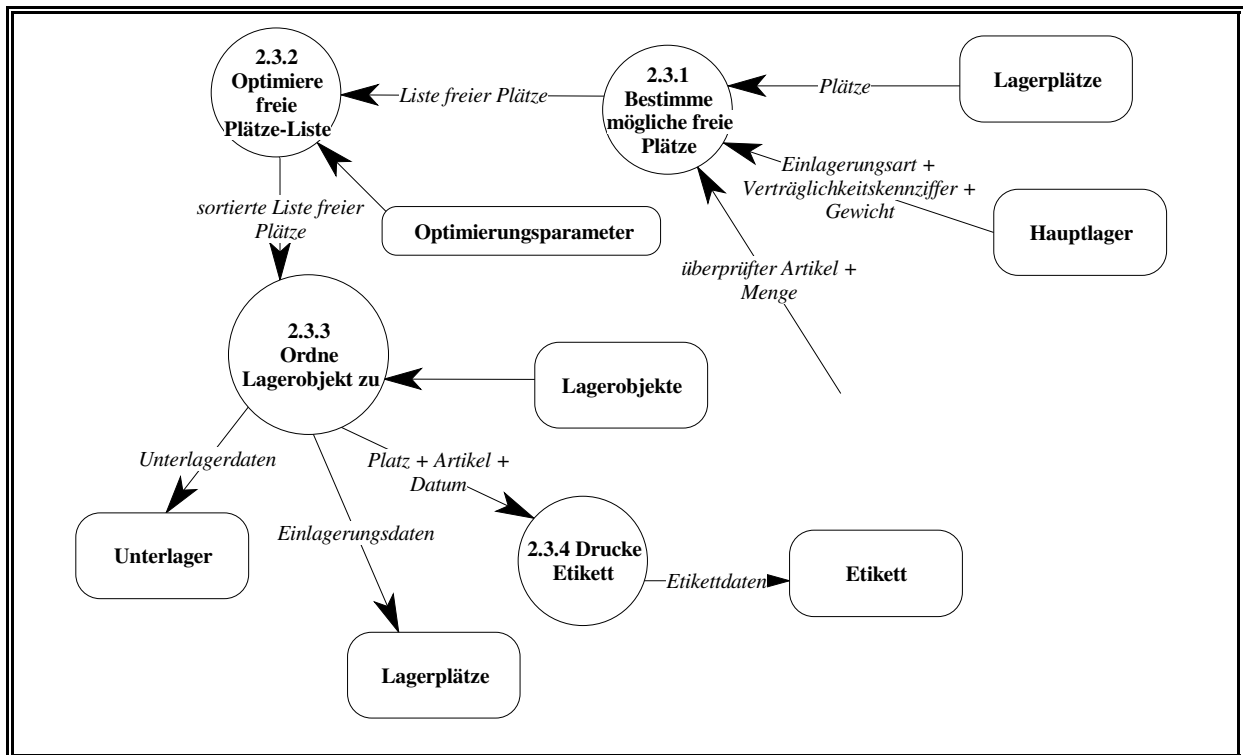 2.3.2
Optimiere
freie
Plätze-Liste
Liste freier Plätze
2.3.1
Bestimme
mögliche freie
Plätze
Plätze
Lagerplätze
Einlagerungsart +
Verträglichkeitskennziffer +
Gewicht
Hauptlager
sortierte Liste freier
Plätze
Optimierungsparameter
überprüfter Artikel +
Menge
2.3.3
Ordne
Lagerobjekt zu
Lagerobjekte
Unterlagerdaten
Platz + Artikel +
Datum
Einlagerungsdaten
Unterlager
2.3.4 Drucke
Etikett
Etikettdaten
Etikett
Lagerplätze